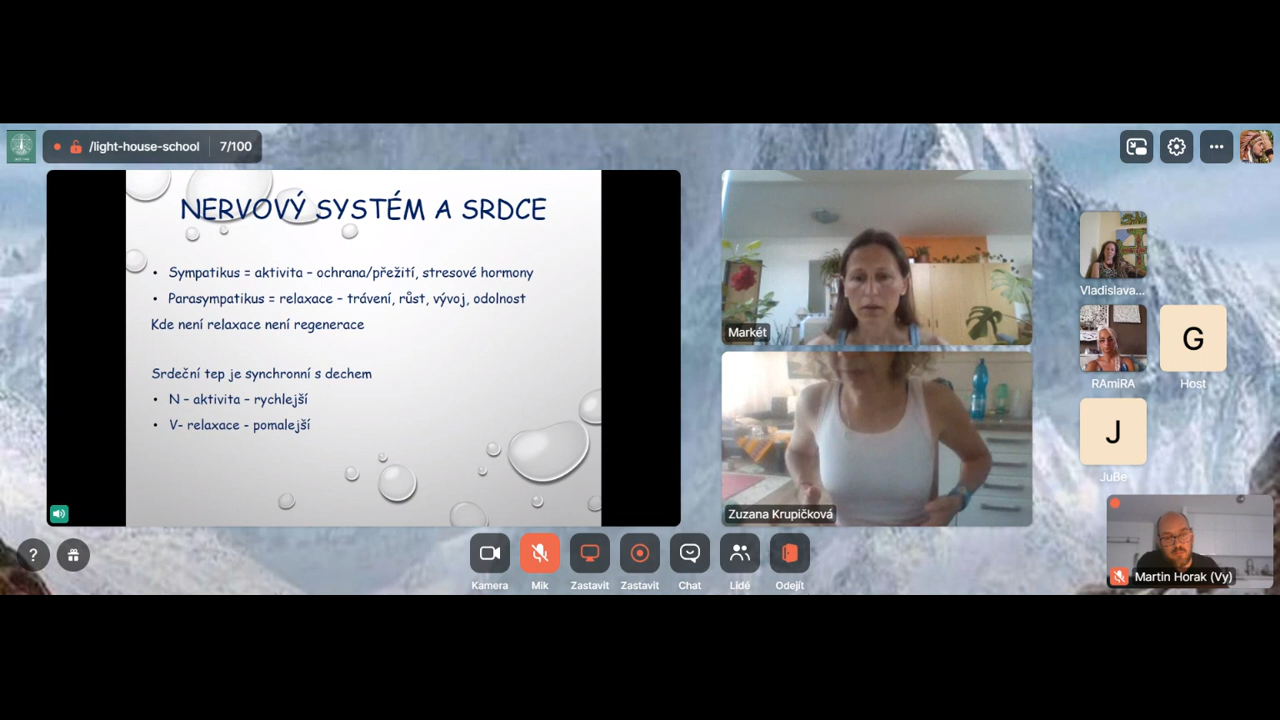 /light-house-school 7/100
NERVOVÝ SYSTÉM A SRDCE
• Sympatikus = aktivita – ochrana/přežití, stresové hormony
• Parasympatikus = relaxace – trávení, růst, vývoj, odolnost
Kde není relaxace není regenerace
Srdeční tep je synchronní s dechem
• N – aktivita – rychlejší
• V- relaxace - pomalejší
Markét
Zuzana Krupičková
Vladislava...
RAmiRA
G
Host
J
JuBe
Martin Horak (Vy)
?
Kamera
Mik
Zastavit
Zastavit
Chat
Lidé
Odejít